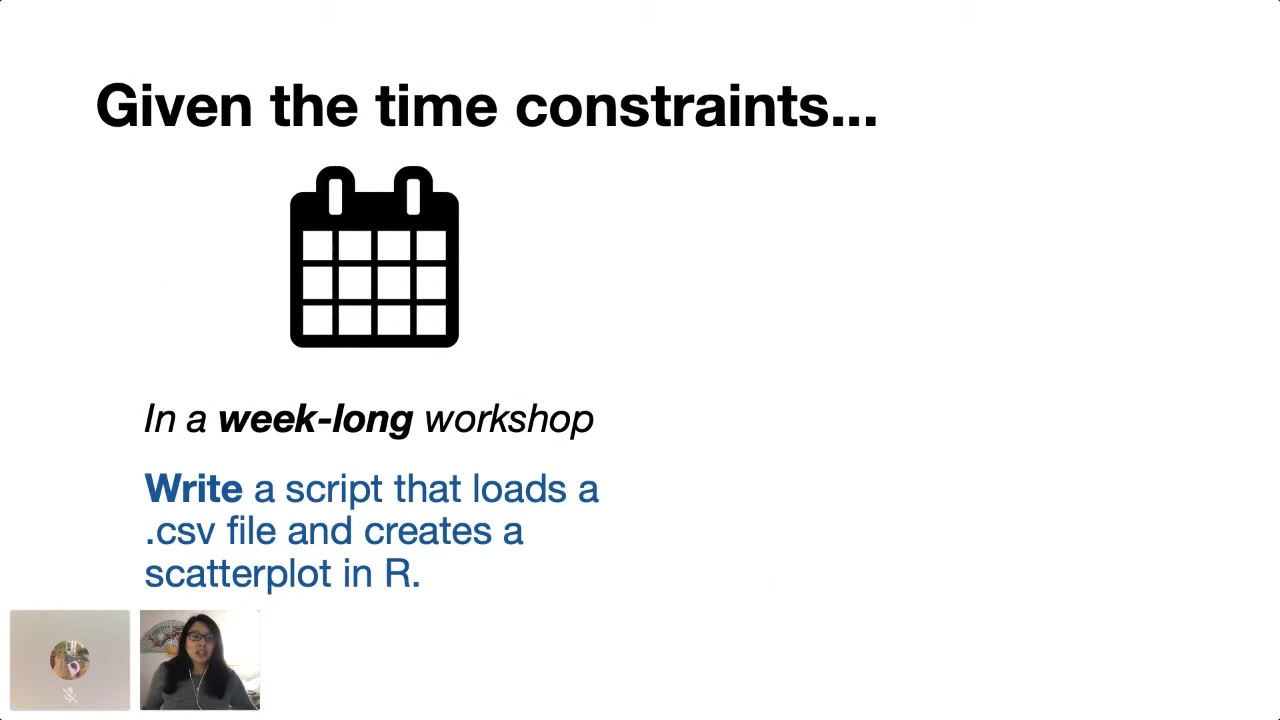 Given the time constraints...
In a week-long workshop
Write a script that loads a
.csv file and creates a
scatterplot in R.